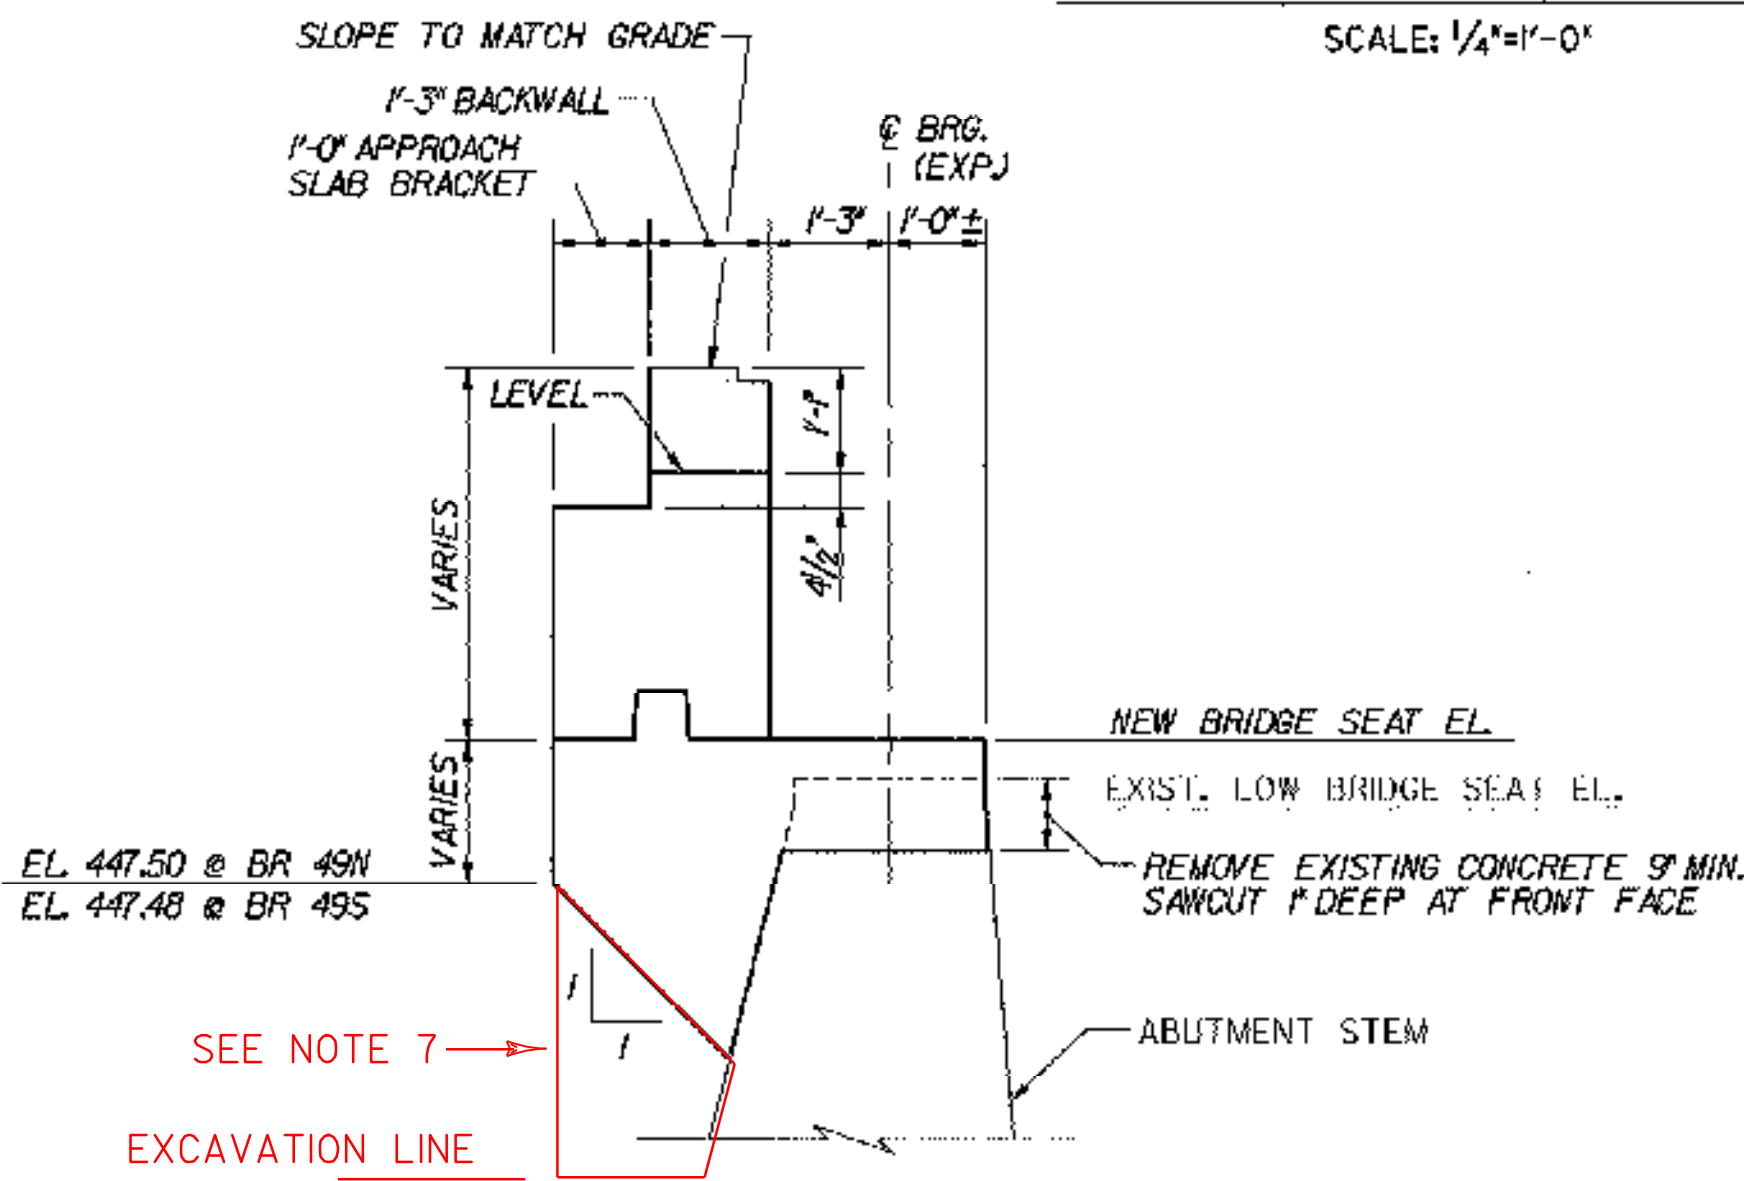 SCALE: 1/4"=1'-0"
SLOPE TO MATCH GRADE
1'-3" BACKWALL
1'-0" APPROACH
SLAB BRACKET
℄ BRG.
(EXP.)
1'-3"
1'-0" ±
LEVEL
1'-1"
VARIES
4 1/2"
NEW BRIDGE SEAT EL.
EXIST. LOW BRIDGE SEAT EL.
VARIES
EL. 447.50 @ BR 49N
EL. 447.48 @ BR 49S
REMOVE EXISTING CONCRETE 9" MIN.
SAWCUT 1" DEEP AT FRONT FACE
1
1
SEE NOTE 7
ABUTMENT STEM
EXCAVATION LINE